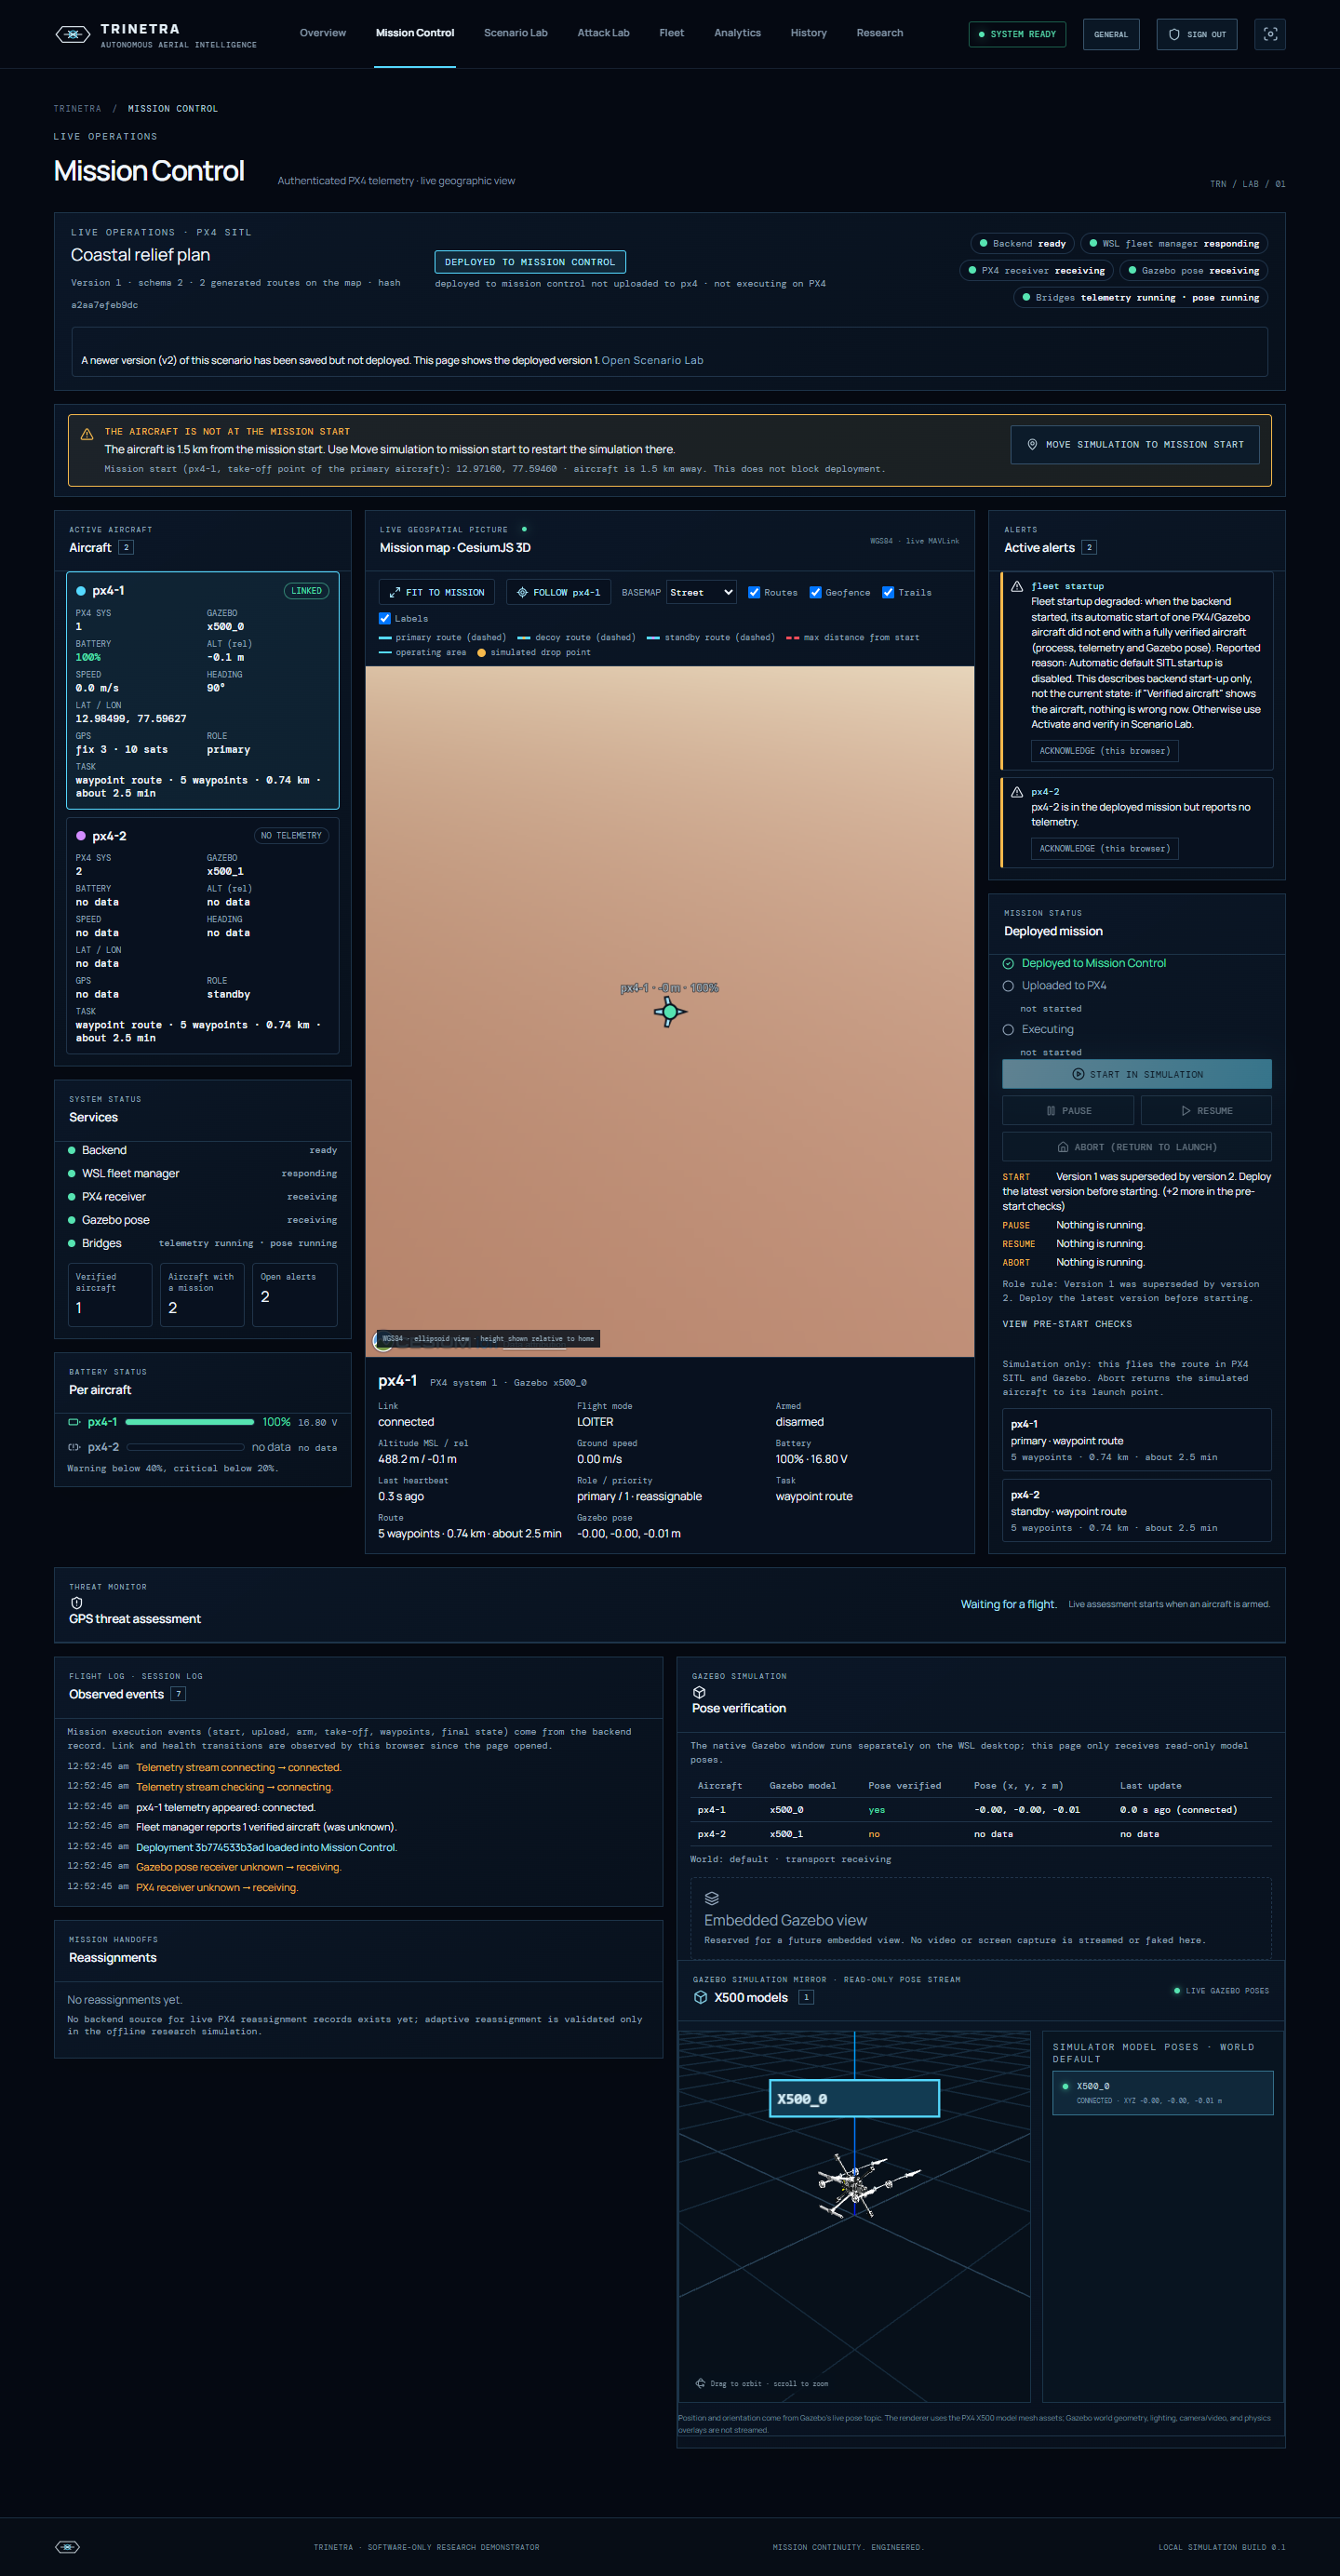 TRINETRA
AUTONOMOUS AERIAL INTELLIGENCE
Overview
Mission Control
Scenario Lab
Attack Lab
Fleet
Analytics
History
Research
SYSTEM READY
GENERAL
SIGN OUT
TRINETRA / MISSION CONTROL
LIVE OPERATIONS
Mission Control
Authenticated PX4 telemetry · live geographic view
TRN / LAB / 01
LIVE OPERATIONS · PX4 SITL
Coastal relief plan
Version 1 · schema 2 · 2 generated routes on the map · hash
a2aa7efeb9dc
DEPLOYED TO MISSION CONTROL
deployed to mission control not uploaded to px4 · not executing on PX4
Backend ready
WSL fleet manager responding
PX4 receiver receiving
Gazebo pose receiving
Bridges telemetry running · pose running
A newer version (v2) of this scenario has been saved but not deployed. This page shows the deployed version 1. Open Scenario Lab
THE AIRCRAFT IS NOT AT THE MISSION START
The aircraft is 1.5 km from the mission start. Use Move simulation to mission start to restart the simulation there.
Mission start (px4-1, take-off point of the primary aircraft): 12.97160, 77.59460 · aircraft is 1.5 km away. This does not block deployment.
MOVE SIMULATION TO MISSION START
ACTIVE AIRCRAFT
Aircraft 2
px4-1
LINKED
PX4 SYS
GAZEBO
1
x500_0
BATTERY
ALT (rel)
100%
-0.1 m
SPEED
HEADING
0.0 m/s
90°
LAT / LON
12.98499, 77.59627
GPS
ROLE
fix 3 · 10 sats
primary
TASK
waypoint route · 5 waypoints · 0.74 km ·
about 2.5 min
px4-2
NO TELEMETRY
PX4 SYS
GAZEBO
2
x500_1
BATTERY
ALT (rel)
no data
no data
SPEED
HEADING
no data
no data
LAT / LON
no data
GPS
ROLE
no data
standby
TASK
waypoint route · 5 waypoints · 0.74 km ·
about 2.5 min
SYSTEM STATUS
Services
Backend ready
WSL fleet manager responding
PX4 receiver receiving
Gazebo pose receiving
Bridges telemetry running · pose running
Verified aircraft
1
Aircraft with a mission
2
Open alerts
2
BATTERY STATUS
Per aircraft
px4-1 100% 16.80 V
px4-2 no data no data
Warning below 40%, critical below 20%.
LIVE GEOSPATIAL PICTURE
Mission map · CesiumJS 3D
WGS84 · live MAVLink
FIT TO MISSION
FOLLOW px4-1
BASEMAP Street
Routes
Geofence
Trails
Labels
primary route (dashed)
decoy route (dashed)
standby route (dashed)
max distance from start
operating area
simulated drop point
px4-1 · -0 m · 100%
WGS84 · ellipsoid view · height shown relative to home
px4-1 PX4 system 1 · Gazebo x500_0
Link
Flight mode
Armed
connected
LOITER
disarmed
Altitude MSL / rel
Ground speed
Battery
488.2 m / -0.1 m
0.00 m/s
100% · 16.80 V
Last heartbeat
Role / priority
Task
0.3 s ago
primary / 1 · reassignable
waypoint route
Route
Gazebo pose
5 waypoints · 0.74 km · about 2.5 min
-0.00, -0.00, -0.01 m
ALERTS
Active alerts 2
fleet startup
Fleet startup degraded: when the backend
started, its automatic start of one PX4/Gazebo
aircraft did not end with a fully verified aircraft
(process, telemetry and Gazebo pose). Reported
reason: Automatic default SITL startup is
disabled. This describes backend start-up only,
not the current state: if "Verified aircraft" shows
the aircraft, nothing is wrong now. Otherwise use
Activate and verify in Scenario Lab.
ACKNOWLEDGE (this browser)
px4-2
px4-2 is in the deployed mission but reports no
telemetry.
ACKNOWLEDGE (this browser)
MISSION STATUS
Deployed mission
Deployed to Mission Control
Uploaded to PX4
not started
Executing
not started
START IN SIMULATION
PAUSE
RESUME
ABORT (RETURN TO LAUNCH)
START Version 1 was superseded by version 2. Deploy
the latest version before starting. (+2 more in the pre-
start checks)
PAUSE Nothing is running.
RESUME Nothing is running.
ABORT Nothing is running.
Role rule: Version 1 was superseded by version
2. Deploy the latest version before starting.
VIEW PRE-START CHECKS
Simulation only: this flies the route in PX4
SITL and Gazebo. Abort returns the simulated
aircraft to its launch point.
px4-1
primary · waypoint route
5 waypoints · 0.74 km · about 2.5 min
px4-2
standby · waypoint route
5 waypoints · 0.74 km · about 2.5 min
THREAT MONITOR
GPS threat assessment
Waiting for a flight. Live assessment starts when an aircraft is armed.
FLIGHT LOG · SESSION LOG
Observed events 7
Mission execution events (start, upload, arm, take-off, waypoints, final state) come from the backend
record. Link and health transitions are observed by this browser since the page opened.
12:52:45 am Telemetry stream connecting → connected.
12:52:45 am Telemetry stream checking → connecting.
12:52:45 am px4-1 telemetry appeared: connected.
12:52:45 am Fleet manager reports 1 verified aircraft (was unknown).
12:52:45 am Deployment 3b774533b3ad loaded into Mission Control.
12:52:45 am Gazebo pose receiver unknown → receiving.
12:52:45 am PX4 receiver unknown → receiving.
MISSION HANDOFFS
Reassignments
No reassignments yet.
No backend source for live PX4 reassignment records exists yet; adaptive reassignment is validated only
in the offline research simulation.
GAZEBO SIMULATION
Pose verification
The native Gazebo window runs separately on the WSL desktop; this page only receives read-only model
poses.
Aircraft Gazebo model Pose verified Pose (x, y, z m) Last update
px4-1 x500_0 yes -0.00, -0.00, -0.01 0.0 s ago (connected)
px4-2 x500_1 no no data no data
World: default · transport receiving
Embedded Gazebo view
Reserved for a future embedded view. No video or screen capture is streamed or faked here.
GAZEBO SIMULATION MIRROR · READ-ONLY POSE STREAM
X500 models 1
LIVE GAZEBO POSES
X500_0
Drag to orbit · scroll to zoom
SIMULATOR MODEL POSES · WORLD
DEFAULT
X500_0
CONNECTED · XYZ -0.00, -0.00, -0.01 m
Position and orientation come from Gazebo's live pose topic. The renderer uses the PX4 X500 model mesh assets; Gazebo world geometry, lighting, camera/video, and physics
overlays are not streamed.
TRINETRA · SOFTWARE-ONLY RESEARCH DEMONSTRATOR
MISSION CONTINUITY. ENGINEERED.
LOCAL SIMULATION BUILD 0.1